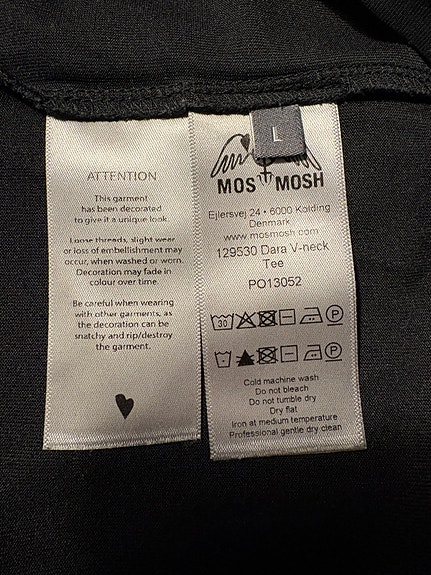 ATTENTION
This garment
has been decorated
to give it a unique look.
Loose threads, slight wear
or loss of embellishment may
occur, when washed or worn.
Decoration may fade in
colour over time.
Be careful when wearing
with other garments, as
the decoration can be
snatchy and rip/destroy
the garment.
L
MOS MOSH
Ejlersvej 24 • 6000 Kolding
Denmark
www.mosmosh.com
129530 Dara V-neck
Tee
PO13052
30 P
P
Cold machine wash
Do not bleach
Do not tumble dry
Dry flat
Iron at medium temperature
Professional gentle dry clean